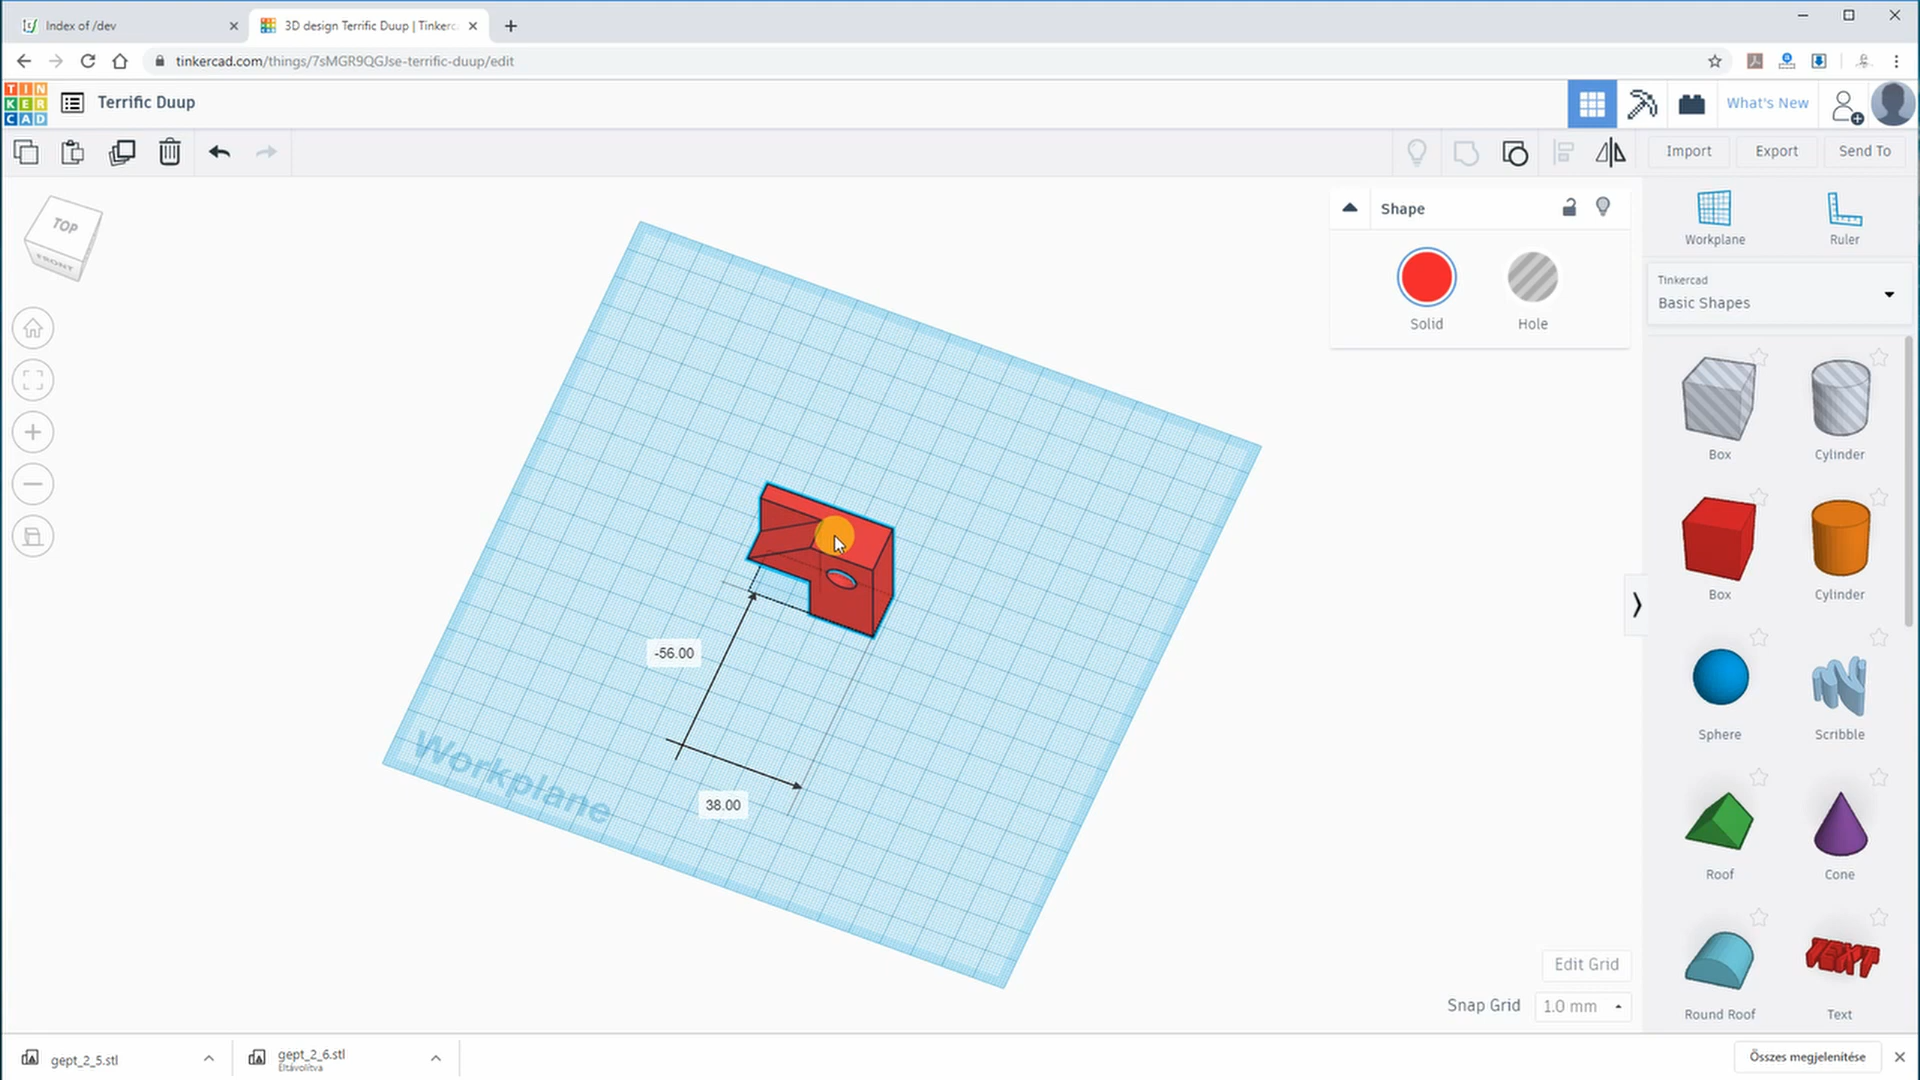 Index of /dev
3D design Terrific Duup | Tinkerc
tinkercad.com/things/7sMGR9QGJse-terrific-duup/edit
TIN
KER
CAD
Terrific Duup
What's New
Import
Export
Send To
TOP
FRONT
Shape
Solid
Hole
Workplane
Ruler
Tinkercad
Basic Shapes
Box
Cylinder
Box
Cylinder
Sphere
Scribble
Roof
Cone
TEXT
Round Roof
Text
-56.00
38.00
Workplane
Edit Grid
Snap Grid
1.0 mm
gept_2_5.stl
gept_2_6.stl
Eltávolítva
Összes megjelenítése